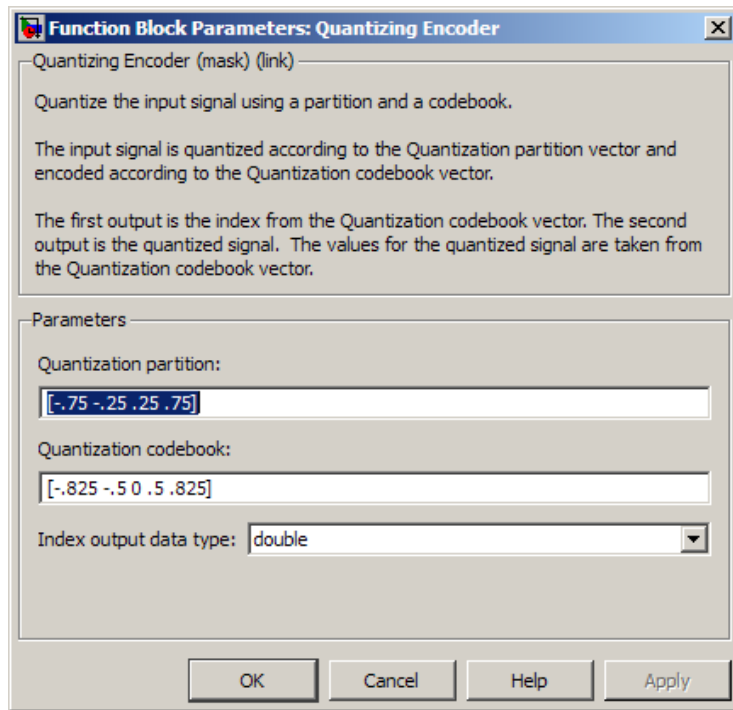 Function Block Parameters: Quantizing Encoder
Quantizing Encoder (mask) (link)
Quantize the input signal using a partition and a codebook.
The input signal is quantized according to the Quantization partition vector and
encoded according to the Quantization codebook vector.
The first output is the index from the Quantization codebook vector. The second
output is the quantized signal.  The values for the quantized signal are taken from
the Quantization codebook vector.
Parameters
Quantization partition:
[-.75 -.25 .25 .75]
Quantization codebook:
[-.825 -.5 0 .5 .825]
Index output data type: double
OK Cancel Help Apply